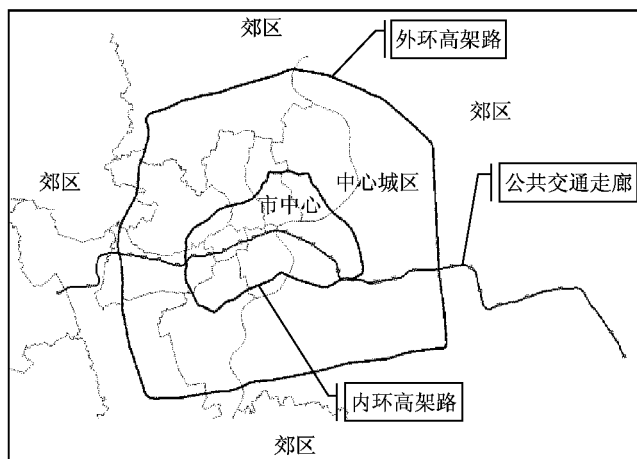 郊区
外环高架路
郊区
郊区
中心城区
公共交通走廊
市中心
内环高架路
郊区